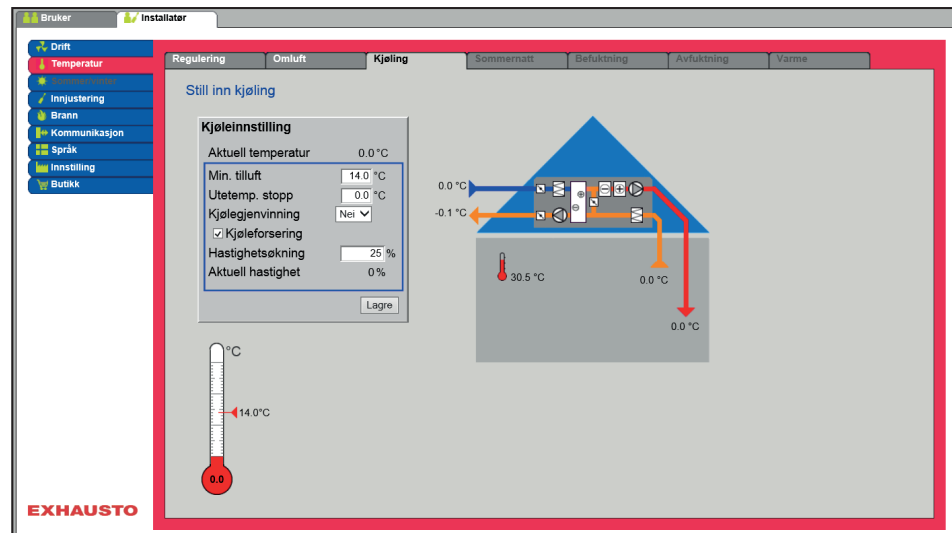 Bruker
Installatør
Drift
Temperatur
Innjustering
Brann
Kommunikasjon
Språk
Innstilling
Butikk
EXHAUSTO
Regulering Omluft Kjøling Sommernatt Befuktning Avfuktning Varme
Still inn kjøling
Kjøleinnstilling
Aktuell temperatur 0.0°C
Min. tilluft 14.0 °C
Utetemp. stopp 0.0 °C
Kjølegjenvinning Nei
Kjøleforsering
Hastighetsøkning 25 %
Aktuell hastighet 0%
Lagre
0.0 °C
-0.1 °C
30.5 °C
0.0 °C
0.0 °C
°C
14.0°C
0.0